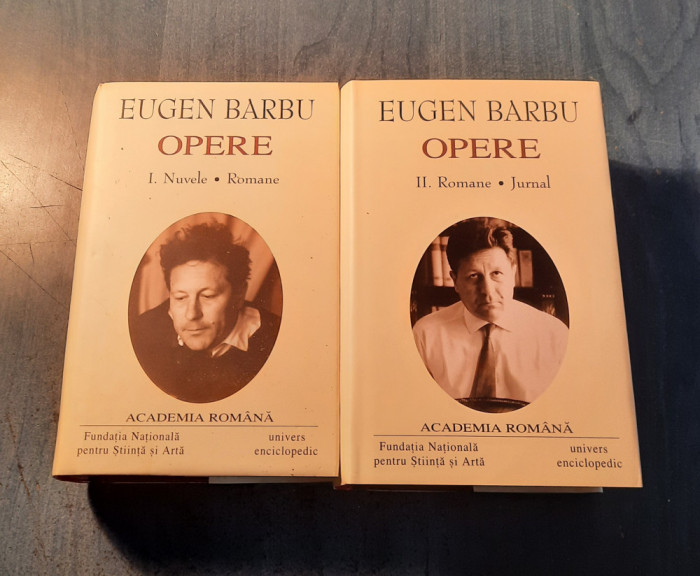 EUGEN BARBU
OPERE
I. Nuvele • Romane
ACADEMIA ROMÂNĂ
Fundația Națională
pentru Știință și Artă
univers
enciclopedic
EUGEN BARBU
OPERE
II. Romane • Jurnal
ACADEMIA ROMÂNĂ
Fundația Națională
pentru Știință și Artă
univers
enciclopedic